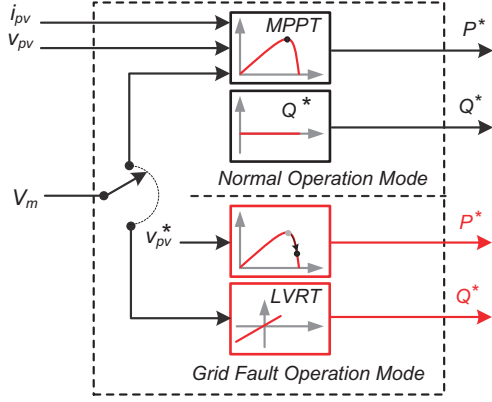 i_pv
v_pv
MPPT
P*
Q*
Q*
Normal Operation Mode
V_m
v_pv*
P*
LVRT
Q*
Grid Fault Operation Mode